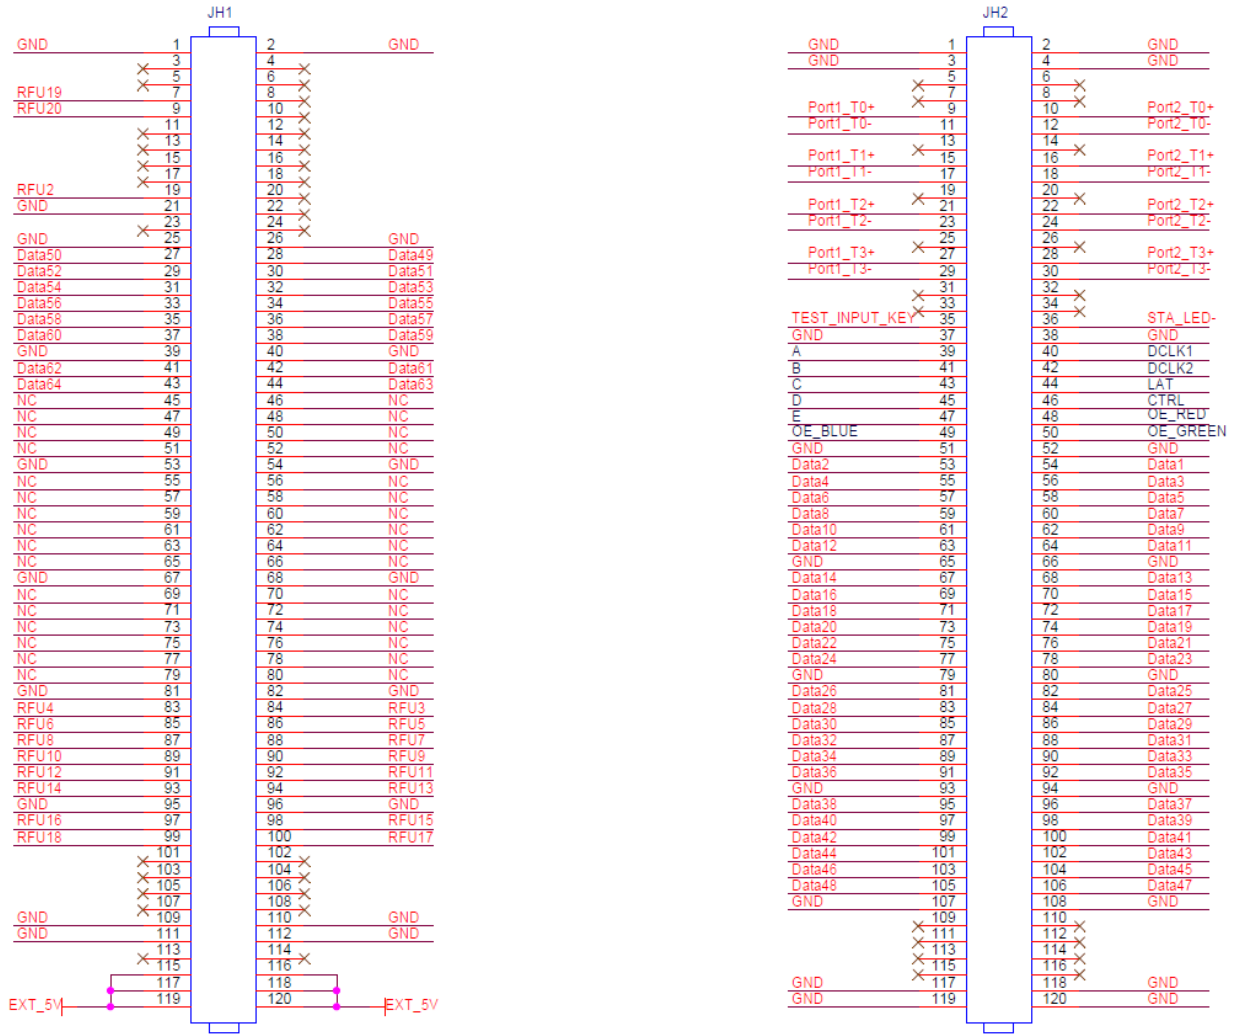 JH1
GND 1 2 GND
3 4
5 6
RFU19 7 8
RFU20 9 10
11 12
13 14
15 16
17 18
RFU2 19 20
GND 21 22
23 24
GND 25 26 GND
Data50 27 28 Data49
Data52 29 30 Data51
Data54 31 32 Data53
Data56 33 34 Data55
Data58 35 36 Data57
Data60 37 38 Data59
GND 39 40 GND
Data62 41 42 Data61
Data64 43 44 Data63
NC 45 46 NC
NC 47 48 NC
NC 49 50 NC
NC 51 52 NC
GND 53 54 GND
NC 55 56 NC
NC 57 58 NC
NC 59 60 NC
NC 61 62 NC
NC 63 64 NC
NC 65 66 NC
GND 67 68 GND
NC 69 70 NC
NC 71 72 NC
NC 73 74 NC
NC 75 76 NC
NC 77 78 NC
NC 79 80 NC
GND 81 82 GND
RFU4 83 84 RFU3
RFU6 85 86 RFU5
RFU8 87 88 RFU7
RFU10 89 90 RFU9
RFU12 91 92 RFU11
RFU14 93 94 RFU13
GND 95 96 GND
RFU16 97 98 RFU15
RFU18 99 100 RFU17
101 102
103 104
105 106
107 108
GND 109 110 GND
GND 111 112 GND
113 114
115 116
117 118
EXT_5V 119 120 EXT_5V
JH2
GND 1 2 GND
GND 3 4 GND
5 6
7 8
Port1_T0+ 9 10 Port2_T0+
Port1_T0- 11 12 Port2_T0-
13 14
Port1_T1+ 15 16 Port2_T1+
Port1_T1- 17 18 Port2_T1-
19 20
Port1_T2+ 21 22 Port2_T2+
Port1_T2- 23 24 Port2_T2-
25 26
Port1_T3+ 27 28 Port2_T3+
Port1_T3- 29 30 Port2_T3-
31 32
33 34
TEST_INPUT_KEY 35 36 STA_LED-
GND 37 38 GND
A 39 40 DCLK1
B 41 42 DCLK2
C 43 44 LAT
D 45 46 CTRL
E 47 48 OE_RED
OE_BLUE 49 50 OE_GREEN
GND 51 52 GND
Data2 53 54 Data1
Data4 55 56 Data3
Data6 57 58 Data5
Data8 59 60 Data7
Data10 61 62 Data9
Data12 63 64 Data11
GND 65 66 GND
Data14 67 68 Data13
Data16 69 70 Data15
Data18 71 72 Data17
Data20 73 74 Data19
Data22 75 76 Data21
Data24 77 78 Data23
GND 79 80 GND
Data26 81 82 Data25
Data28 83 84 Data27
Data30 85 86 Data29
Data32 87 88 Data31
Data34 89 90 Data33
Data36 91 92 Data35
GND 93 94 GND
Data38 95 96 Data37
Data40 97 98 Data39
Data42 99 100 Data41
Data44 101 102 Data43
Data46 103 104 Data45
Data48 105 106 Data47
GND 107 108 GND
109 110
111 112
113 114
115 116
GND 117 118 GND
GND 119 120 GND